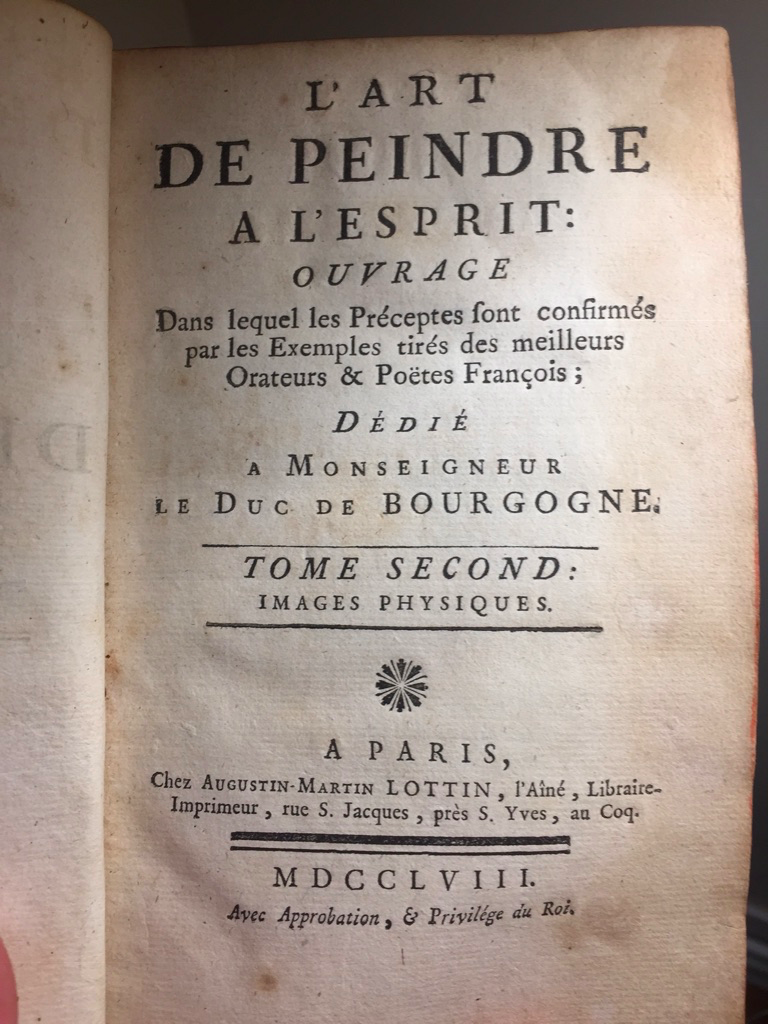 L'ART
DE PEINDRE
A L'ESPRIT:
OUVRAGE
Dans lequel les Préceptes ſont confirmés
par les Exemples tirés des meilleurs
Orateurs & Poëtes François;
DÉDIÉ
A MONSEIGNEUR
LE DUC DE BOURGOGNE.
TOME SECOND:
IMAGES PHYSIQUES.
A PARIS,
Chez AUGUSTIN-MARTIN LOTTIN, l'Aîné, Libraire-
Imprimeur, rue S. Jacques, près S. Yves, au Coq.
MDCCLVIII.
Avec Approbation, & Privilége du Roi.